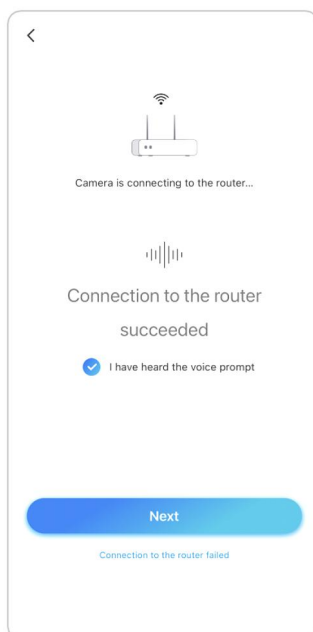 Camera is connecting to the router...
Connection to the router
succeeded
I have heard the voice prompt
Next
Connection to the router failed